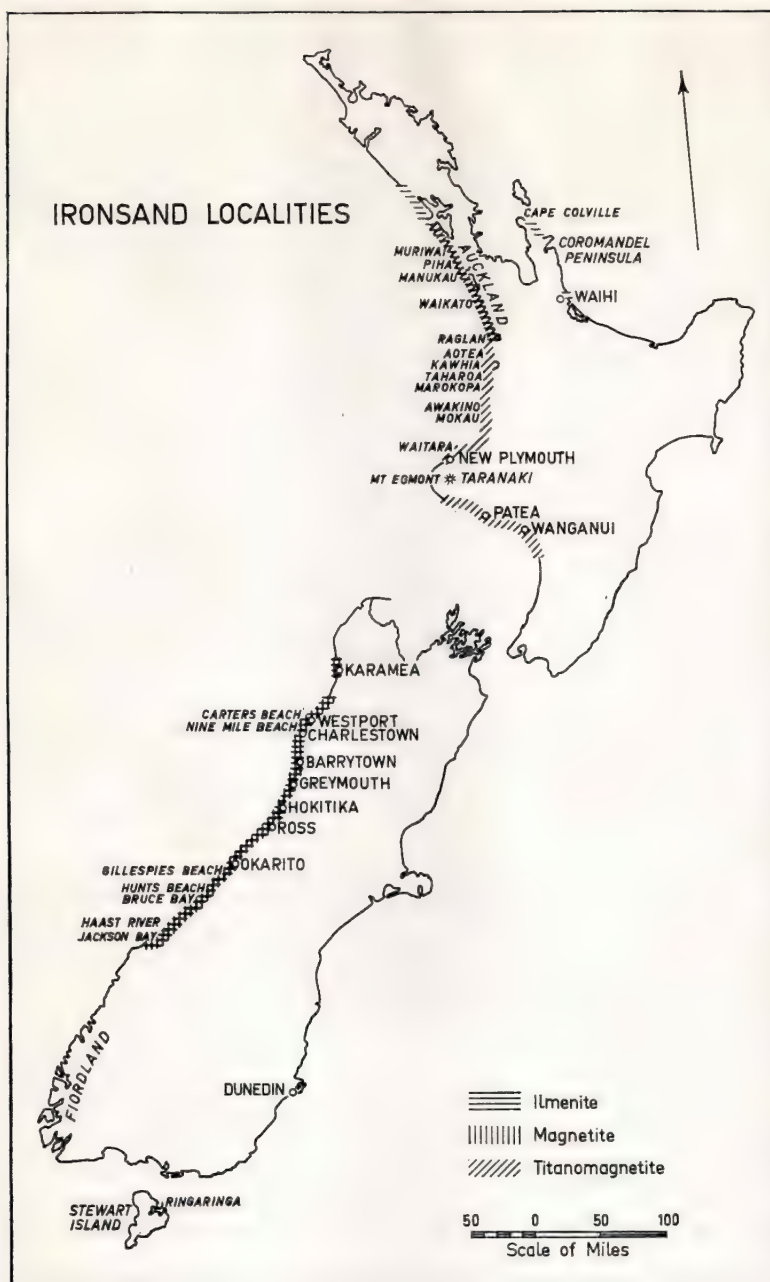 IRONSAND LOCALITIES
CAPE COLVILLE
COROMANDEL
PENINSULA
AUCKLAND
MURIWAI
PIHA
MANUKAU
WAIKATO
WAIHI
RAGLAN
AOTEA
KAWHIA
TAHAROA
MAROKOPA
AWAKINO
MOKAU
WAITARA
NEW PLYMOUTH
MT EGMONT
TARANAKI
PATEA
WANGANUI
KARAMEA
CARTERS BEACH
WESTPORT
NINE MILE BEACH
CHARLESTOWN
BARRYTOWN
GREYMOUTH
HOKITIKA
ROSS
OKARITO
GILLESPIES BEACH
HUNTS BEACH
BRUCE BAY
HAAST RIVER
JACKSON BAY
FIORDLAND
DUNEDIN
STEWART
ISLAND
RINGARINGA
Ilmenite
Magnetite
Titanomagnetite
50 0 50 100
Scale of Miles